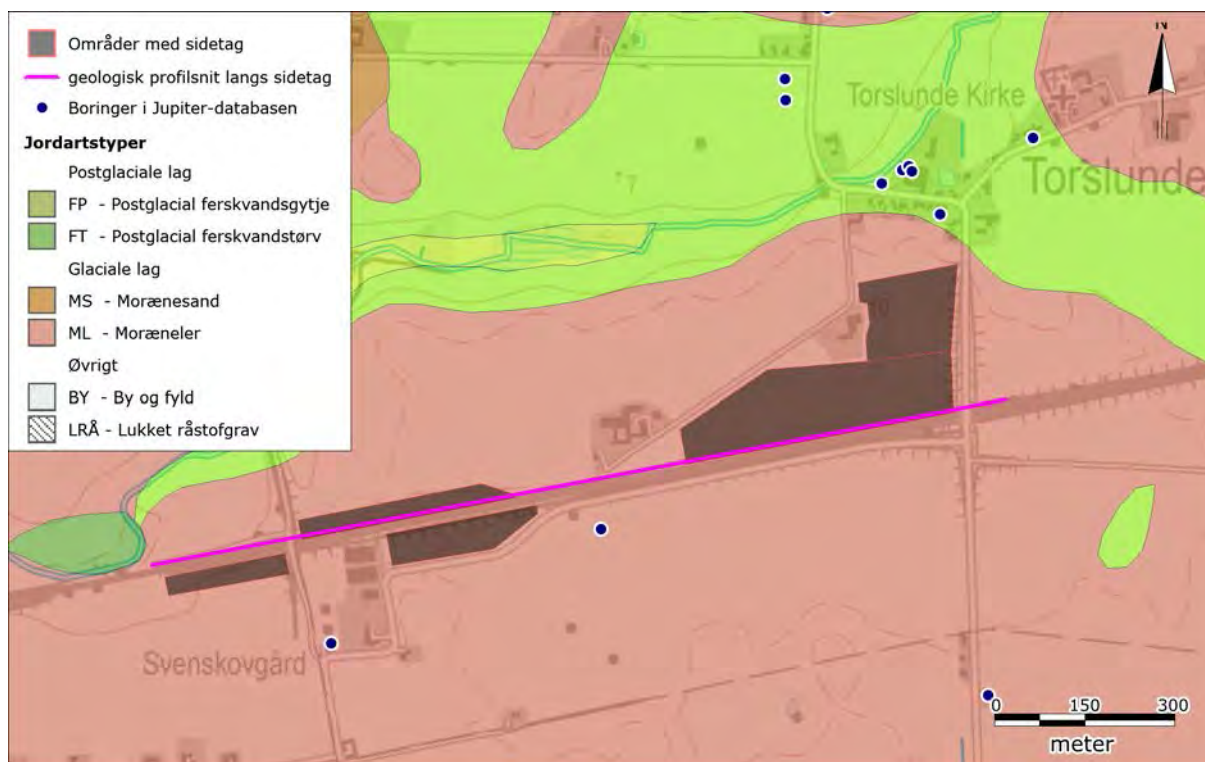 Områder med sidetag
geologisk profilsnit langs sidetag
Boringer i Jupiter-databasen
Jordartstyper
Postglaciale lag
FP - Postglacial ferskvandsgytje
FT - Postglacial ferskvandstørv
Glaciale lag
MS - Morænesand
ML - Moræneler
Øvrigt
BY - By og fyld
LRÅ - Lukket råstofgrav
N
Torslunde Kirke
Torslunde
7
Svenskovgård
0 150 300
meter